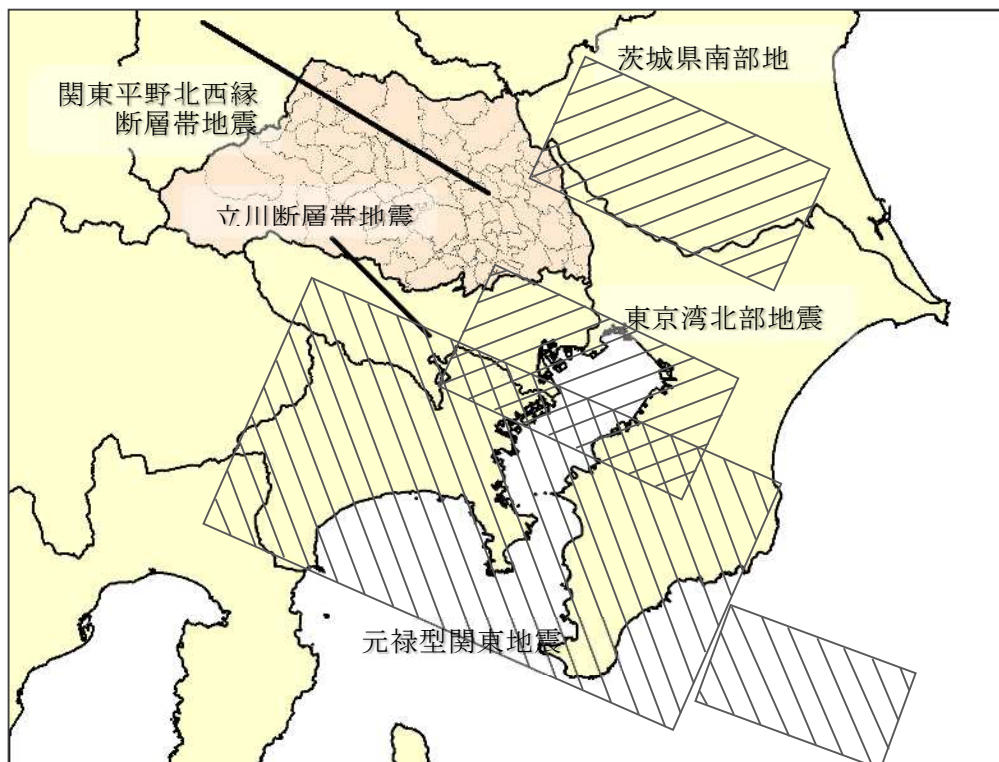 茨城県南部地
関東平野北西縁
断層帯地震
立川断層帯地震
東京湾北部地震
元禄型関東地震